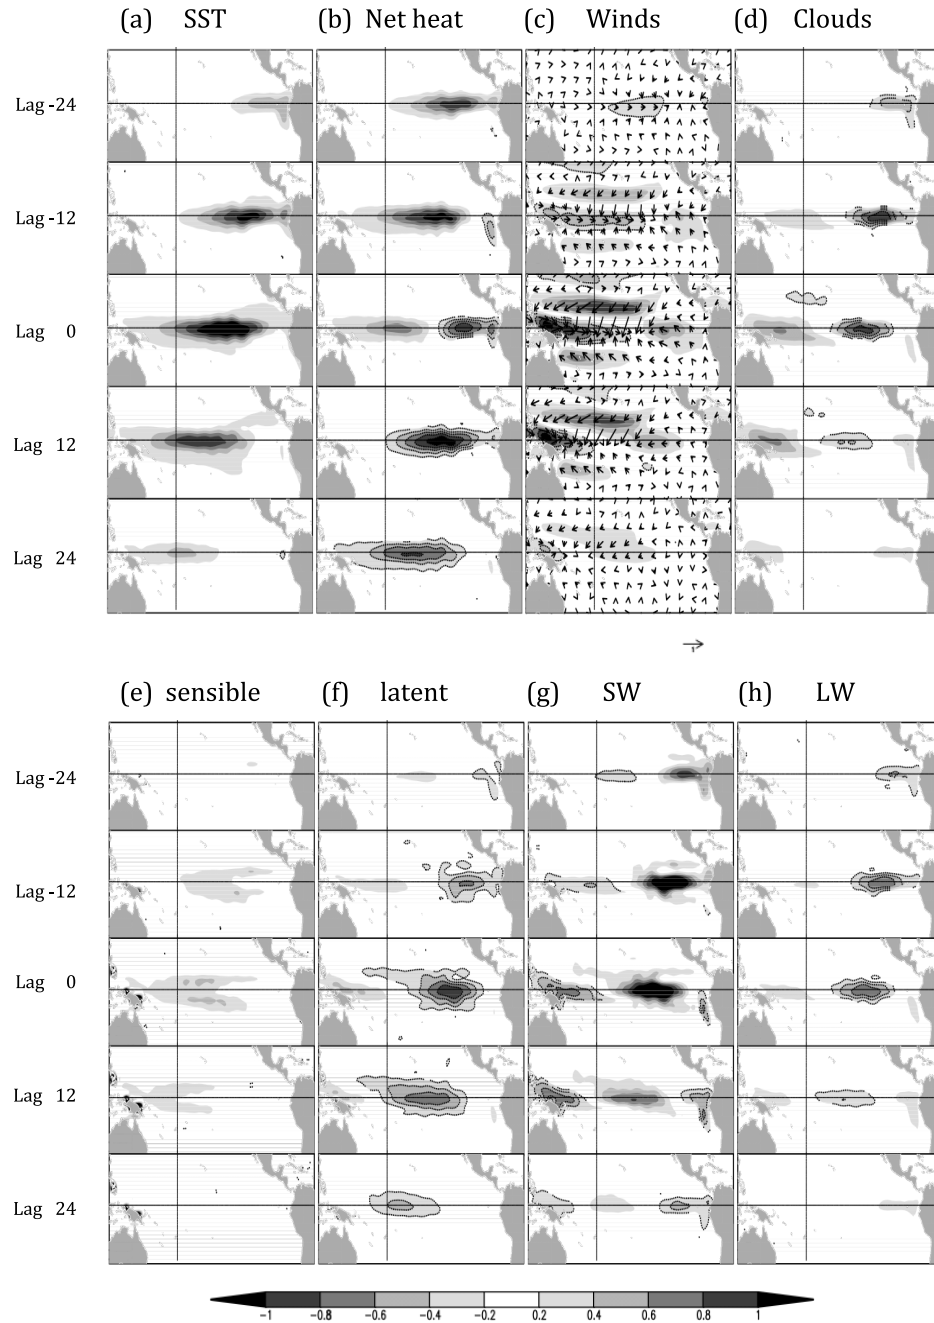 (a) SST (b) Net heat (c) Winds (d) Clouds
Lag -24
Lag -12
Lag 0
Lag 12
Lag 24
1
(e) sensible (f) latent (g) SW (h) LW
Lag -24
Lag -12
Lag 0
Lag 12
Lag 24
-1 -0.8 -0.6 -0.4 -0.2 0.2 0.4 0.6 0.8 1